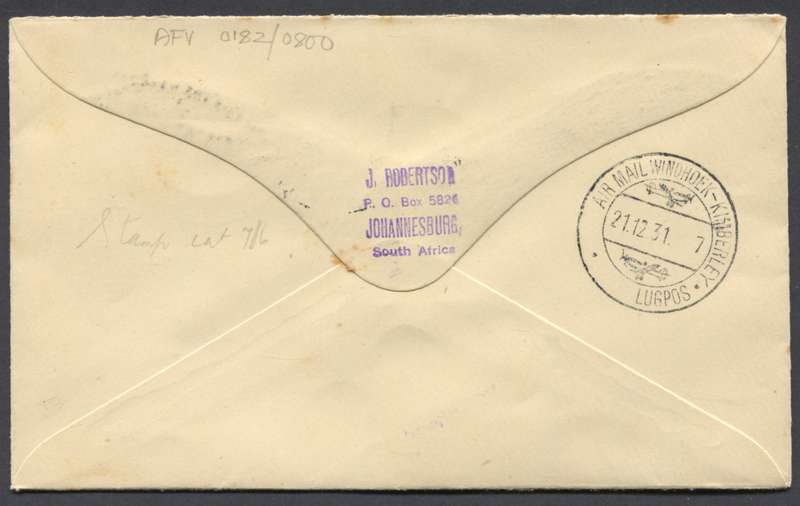 AFV 0182/0800
J. ROBERTSON
P. O. Box 5826
JOHANNESBURG,
South Africa
AIR MAIL WINDHOEK-KIMBERLEY
21.12.31. 7
LUGPOS
Stamp cat 7/6